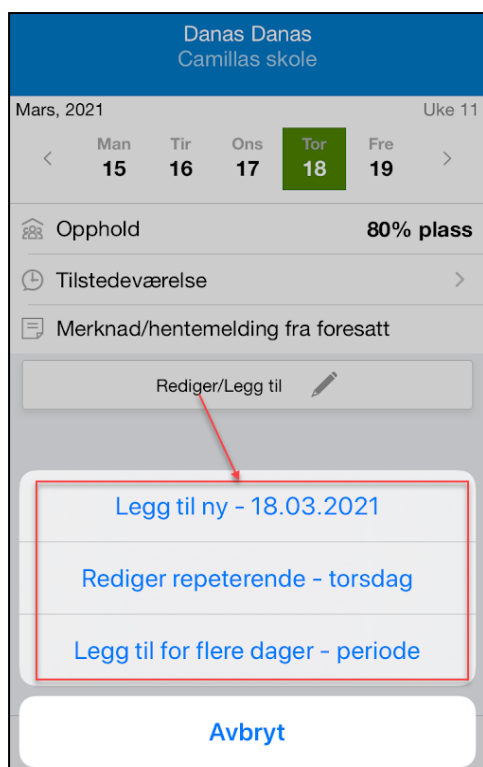 Danas Danas
Camillas skole
Mars, 2021 Uke 11
Man Tir Ons Tor Fre
15 16 17 18 19
Opphold 80% plass
Tilstedeværelse
Merknad/hentemelding fra foresatt
Rediger/Legg til
Legg til ny - 18.03.2021
Rediger repeterende - torsdag
Legg til for flere dager - periode
Avbryt